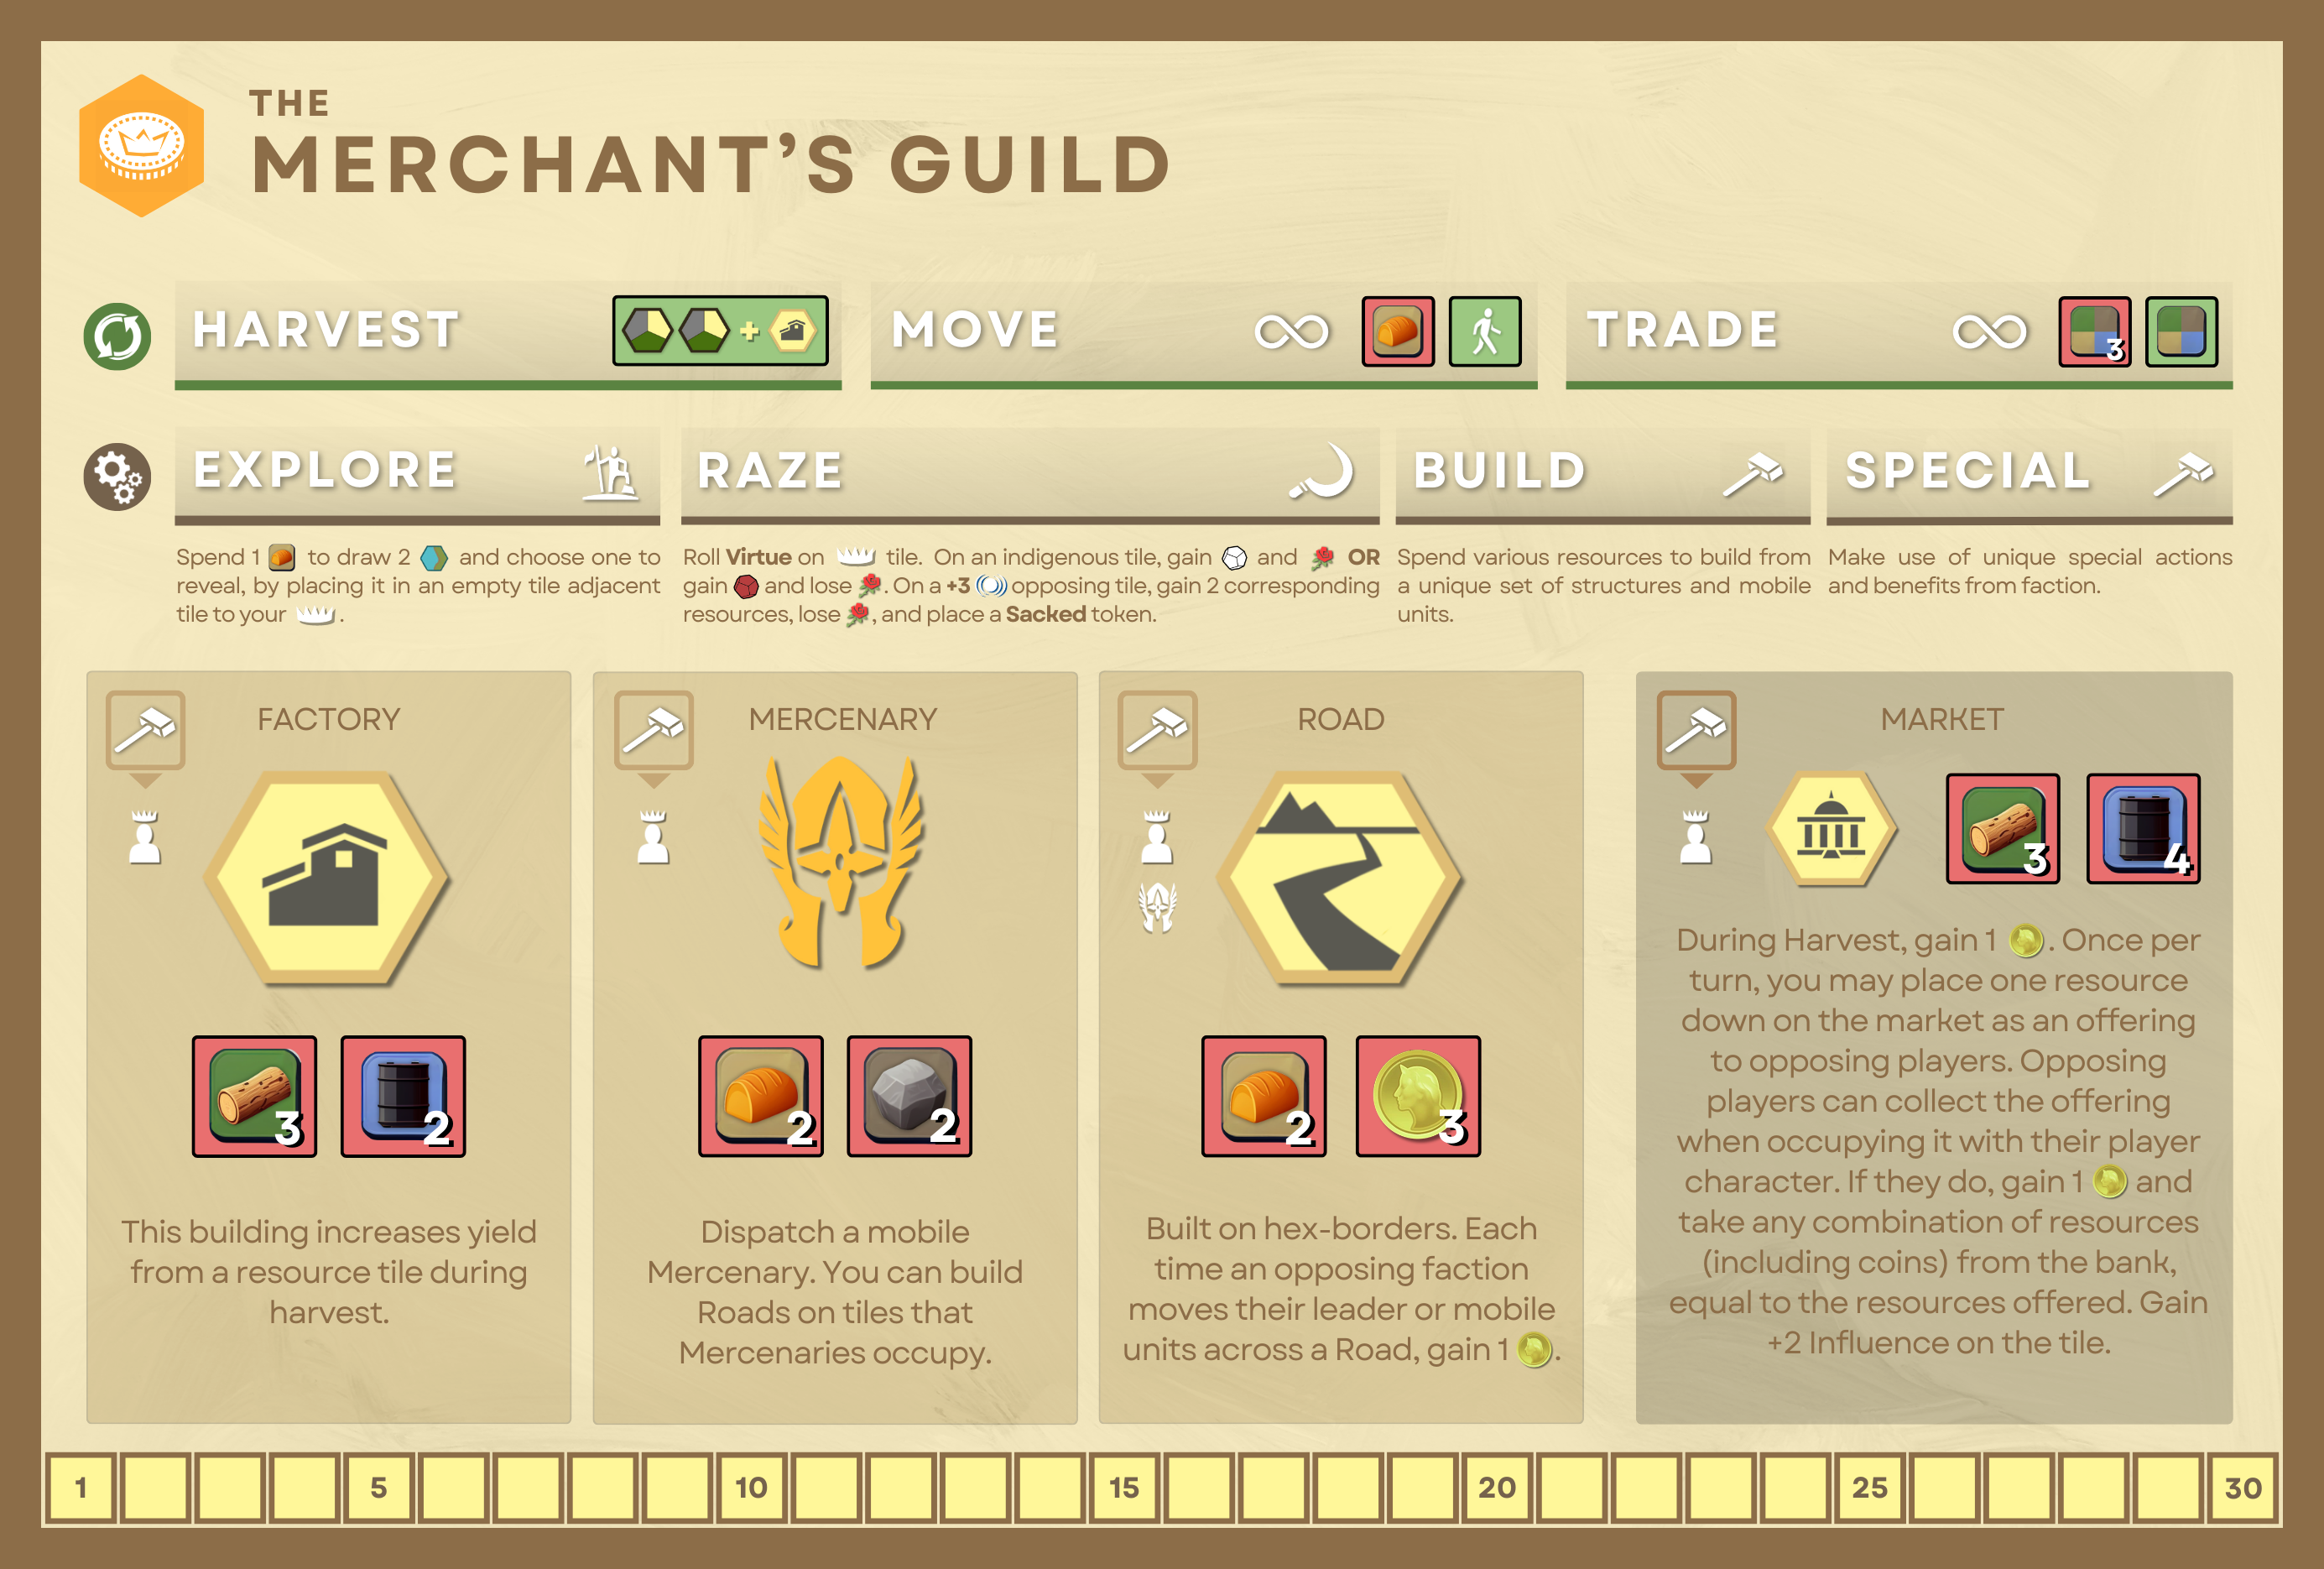 THE
MERCHANT'S GUILD
HARVEST
+
MOVE
TRADE
3
EXPLORE
RAZE
BUILD
SPECIAL
Spend 1 to draw 2 and choose one to
reveal, by placing it in an empty tile adjacent
tile to your .
Roll Virtue on tile. On an indigenous tile, gain and OR
gain and lose . On a +3 opposing tile, gain 2 corresponding
resources, lose , and place a Sacked token.
Spend various resources to build from
a unique set of structures and mobile
units.
Make use of unique special actions
and benefits from faction.
FACTORY
3
2
This building increases yield
from a resource tile during
harvest.
MERCENARY
2
2
Dispatch a mobile
Mercenary. You can build
Roads on tiles that
Mercenaries occupy.
ROAD
2
3
Built on hex-borders. Each
time an opposing faction
moves their leader or mobile
units across a Road, gain 1 .
MARKET
3
4
During Harvest, gain 1 . Once per
turn, you may place one resource
down on the market as an offering
to opposing players. Opposing
players can collect the offering
when occupying it with their player
character. If they do, gain 1 and
take any combination of resources
(including coins) from the bank,
equal to the resources offered. Gain
+2 Influence on the tile.
1
5
10
15
20
25
30